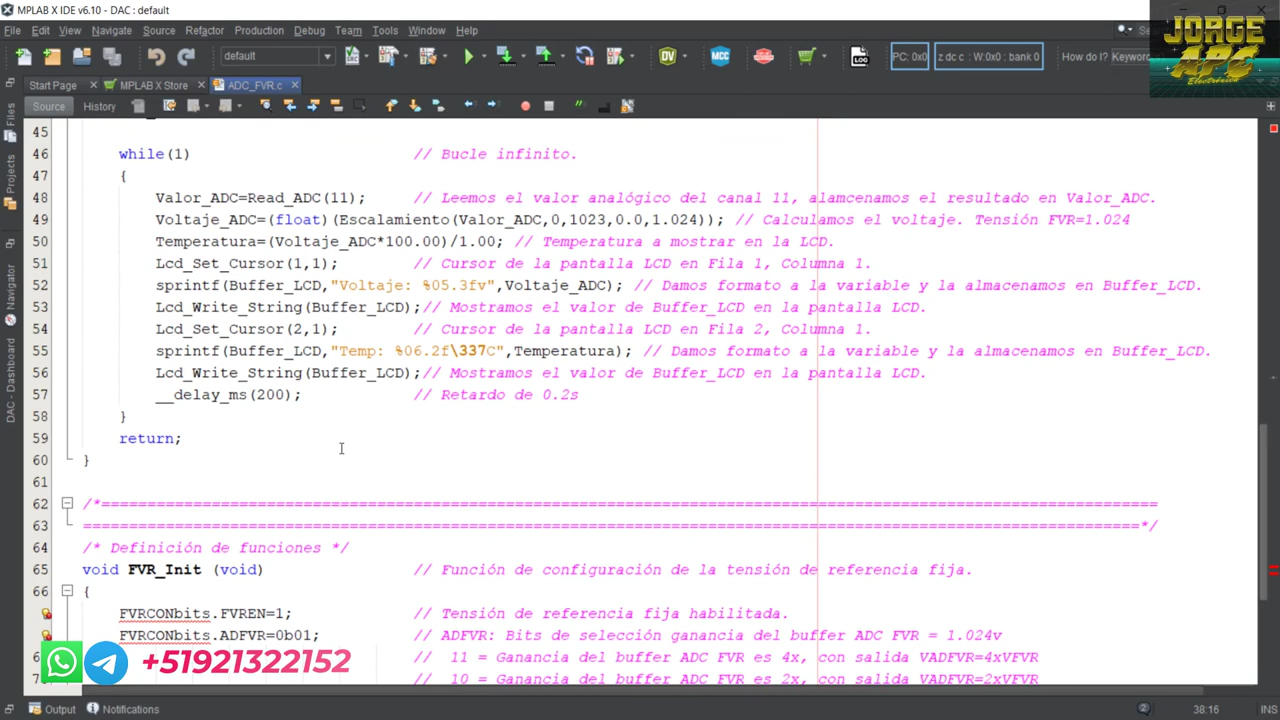 MPLAB X IDE v6.10 - DAC : default
File Edit View Navigate Source Refactor Production Debug Team Tools Window Help
default PC: 0x0 z dc c : W:0x0 : bank 0 How do I? Keyword
JORGE
APC
Electrónica
Start Page MPLAB X Store ADC_FVR.c
Source History
Files
Projects
Navigator
DAC - Dashboard
45
46 while(1) // Bucle infinito.
47 {
48 Valor_ADC=Read_ADC(11); // Leemos el valor analógico del canal 11, alamcenamos el resultado en Valor_ADC.
49 Voltaje_ADC=(float)(Escalamiento(Valor_ADC,0,1023,0.0,1.024)); // Calculamos el voltaje. Tensión FVR=1.024
50 Temperatura=(Voltaje_ADC*100.00)/1.00; // Temperatura a mostrar en la LCD.
51 Lcd_Set_Cursor(1,1); // Cursor de la pantalla LCD en Fila 1, Columna 1.
52 sprintf(Buffer_LCD,"Voltaje: %05.3fv",Voltaje_ADC); // Damos formato a la variable y la almacenamos en Buffer_LCD.
53 Lcd_Write_String(Buffer_LCD);// Mostramos el valor de Buffer_LCD en la pantalla LCD.
54 Lcd_Set_Cursor(2,1); // Cursor de la pantalla LCD en Fila 2, Columna 1.
55 sprintf(Buffer_LCD,"Temp: %06.2f\337C",Temperatura); // Damos formato a la variable y la almacenamos en Buffer_LCD.
56 Lcd_Write_String(Buffer_LCD);// Mostramos el valor de Buffer_LCD en la pantalla LCD.
57 __delay_ms(200); // Retardo de 0.2s
58 }
59 return;
60 }
61
62 /*====================================================================================================================
63 ====================================================================================================================*/
64 /* Definición de funciones */
65 void FVR_Init (void) // Función de configuración de la tensión de referencia fija.
66 {
FVRCONbits.FVREN=1; // Tensión de referencia fija habilitada.
FVRCONbits.ADFVR=0b01; // ADFVR: Bits de selección ganancia del buffer ADC FVR = 1.024v
// 11 = Ganancia del buffer ADC FVR es 4x, con salida VADFVR=4xVFVR
// 10 = Ganancia del buffer ADC FVR es 2x, con salida VADFVR=2xVFVR
+51921322152
Output Notifications 2 38:16 INS